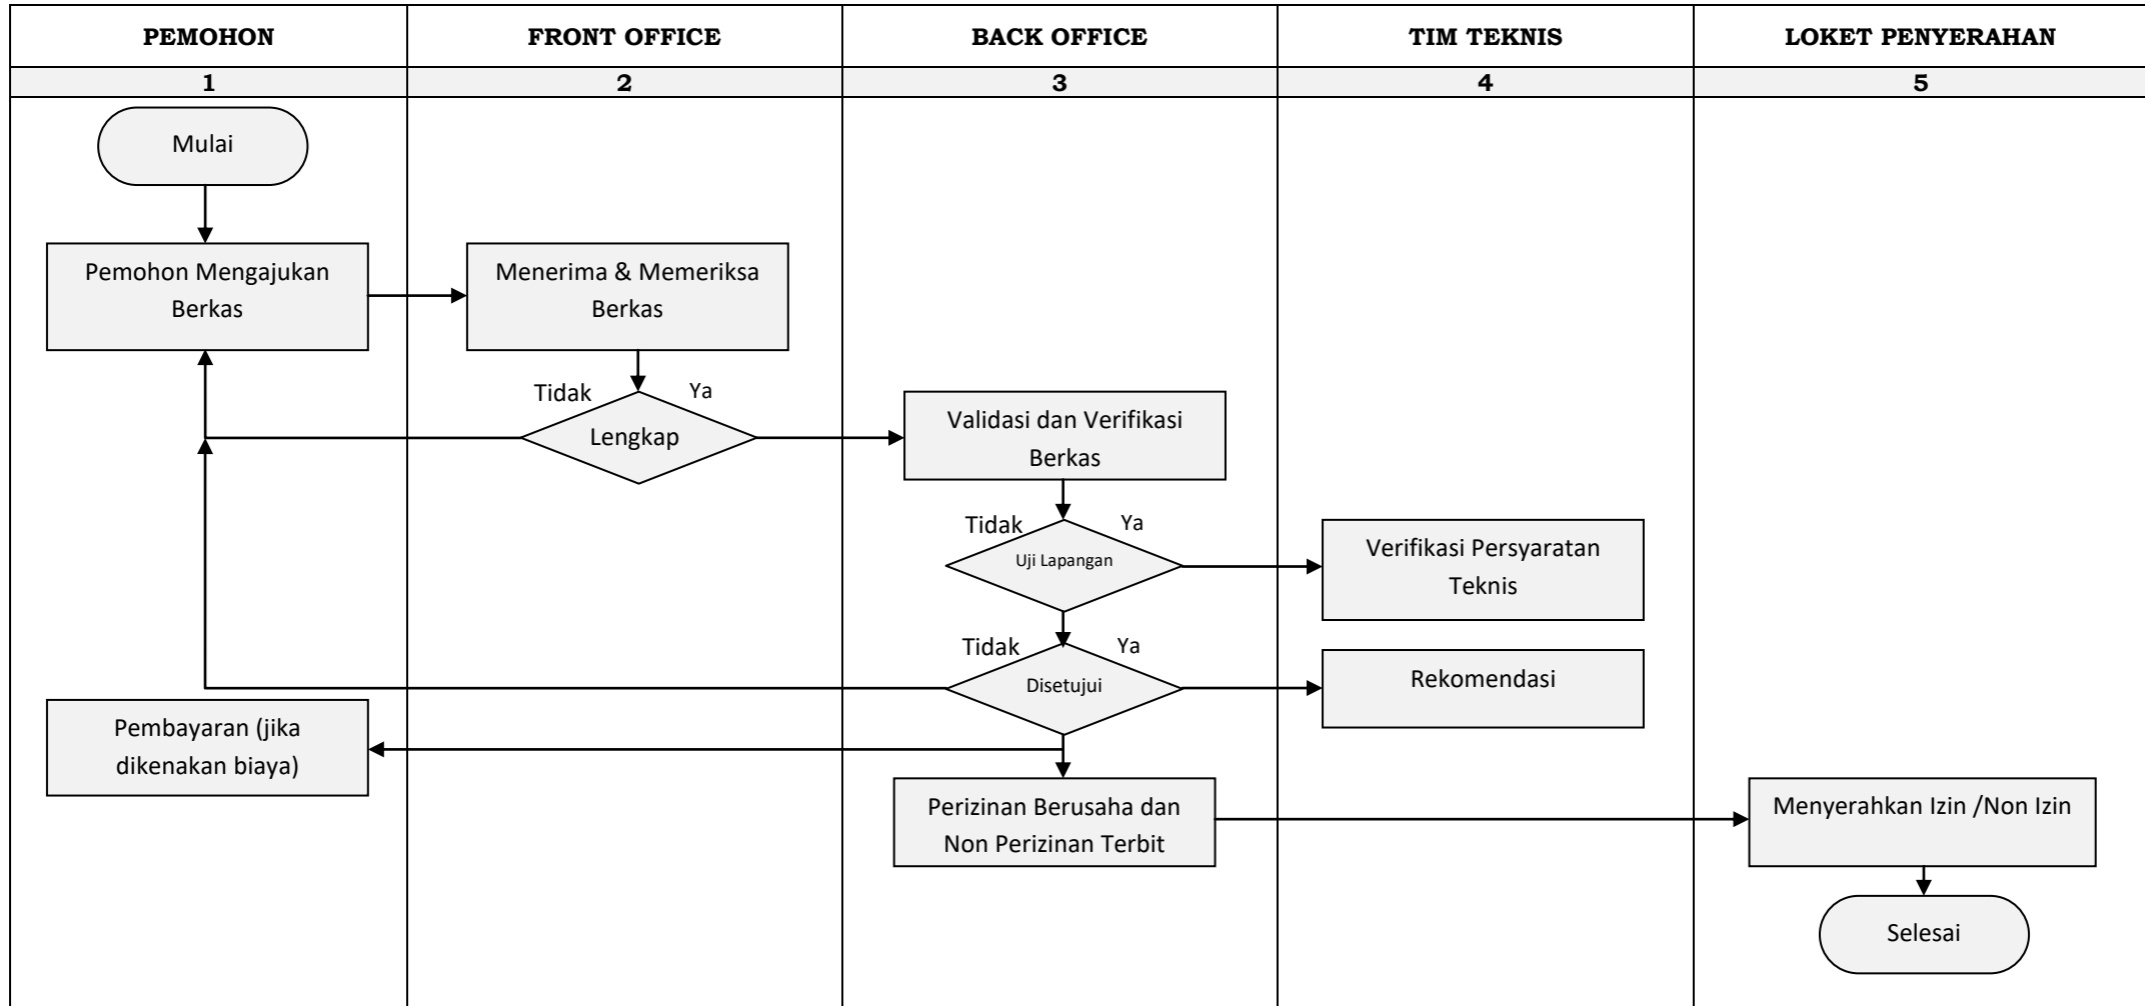 PEMOHON
FRONT OFFICE
BACK OFFICE
TIM TEKNIS
LOKET PENYERAHAN
1
2
3
4
5
Mulai
Pemohon Mengajukan
Berkas
Menerima & Memeriksa
Berkas
Tidak
Ya
Lengkap
Validasi dan Verifikasi
Berkas
Tidak
Ya
Uji Lapangan
Verifikasi Persyaratan
Teknis
Tidak
Ya
Disetujui
Rekomendasi
Pembayaran (jika
dikenakan biaya)
Perizinan Berusaha dan
Non Perizinan Terbit
Menyerahkan Izin /Non Izin
Selesai